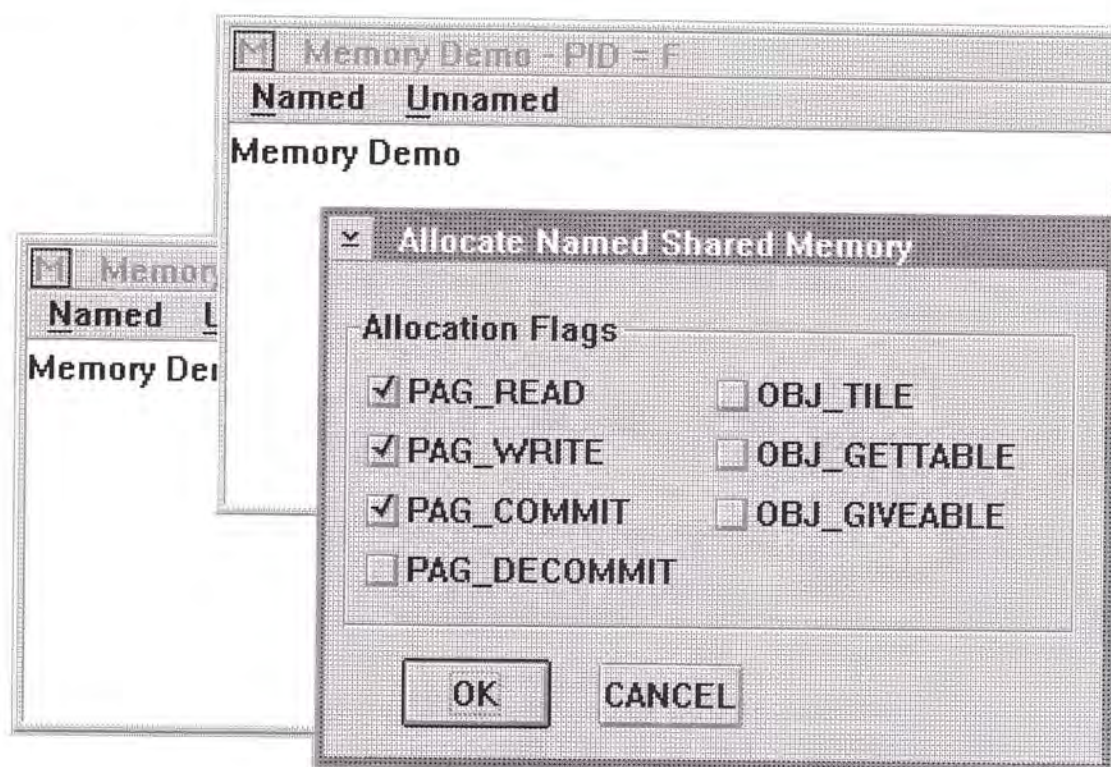 M Memory Demo - PID = F
Named Unnamed
Memory Demo
M Memory
Named U
Memory De
Allocate Named Shared Memory
Allocation Flags
PAG_READ OBJ_TILE
PAG_WRITE OBJ_GETTABLE
PAG_COMMIT OBJ_GIVEABLE
PAG_DECOMMIT
OK CANCEL